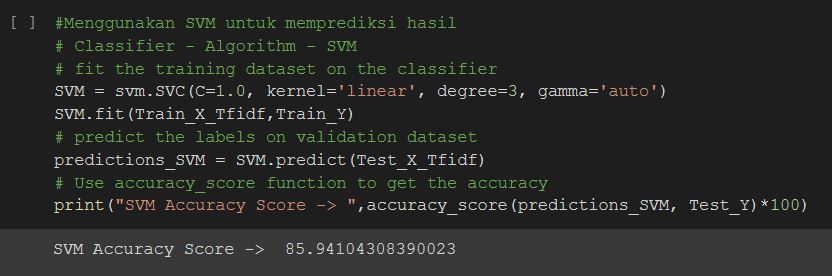 [ ] #Menggunakan SVM untuk memprediksi hasil
# Classifier - Algorithm - SVM
# fit the training dataset on the classifier
SVM = svm.SVC(C=1.0, kernel='linear', degree=3, gamma='auto')
SVM.fit(Train_X_Tfidf,Train_Y)
# predict the labels on validation dataset
predictions_SVM = SVM.predict(Test_X_Tfidf)
# Use accuracy_score function to get the accuracy
print("SVM Accuracy Score -> ",accuracy_score(predictions_SVM, Test_Y)*100)
SVM Accuracy Score ->  85.94104308390023